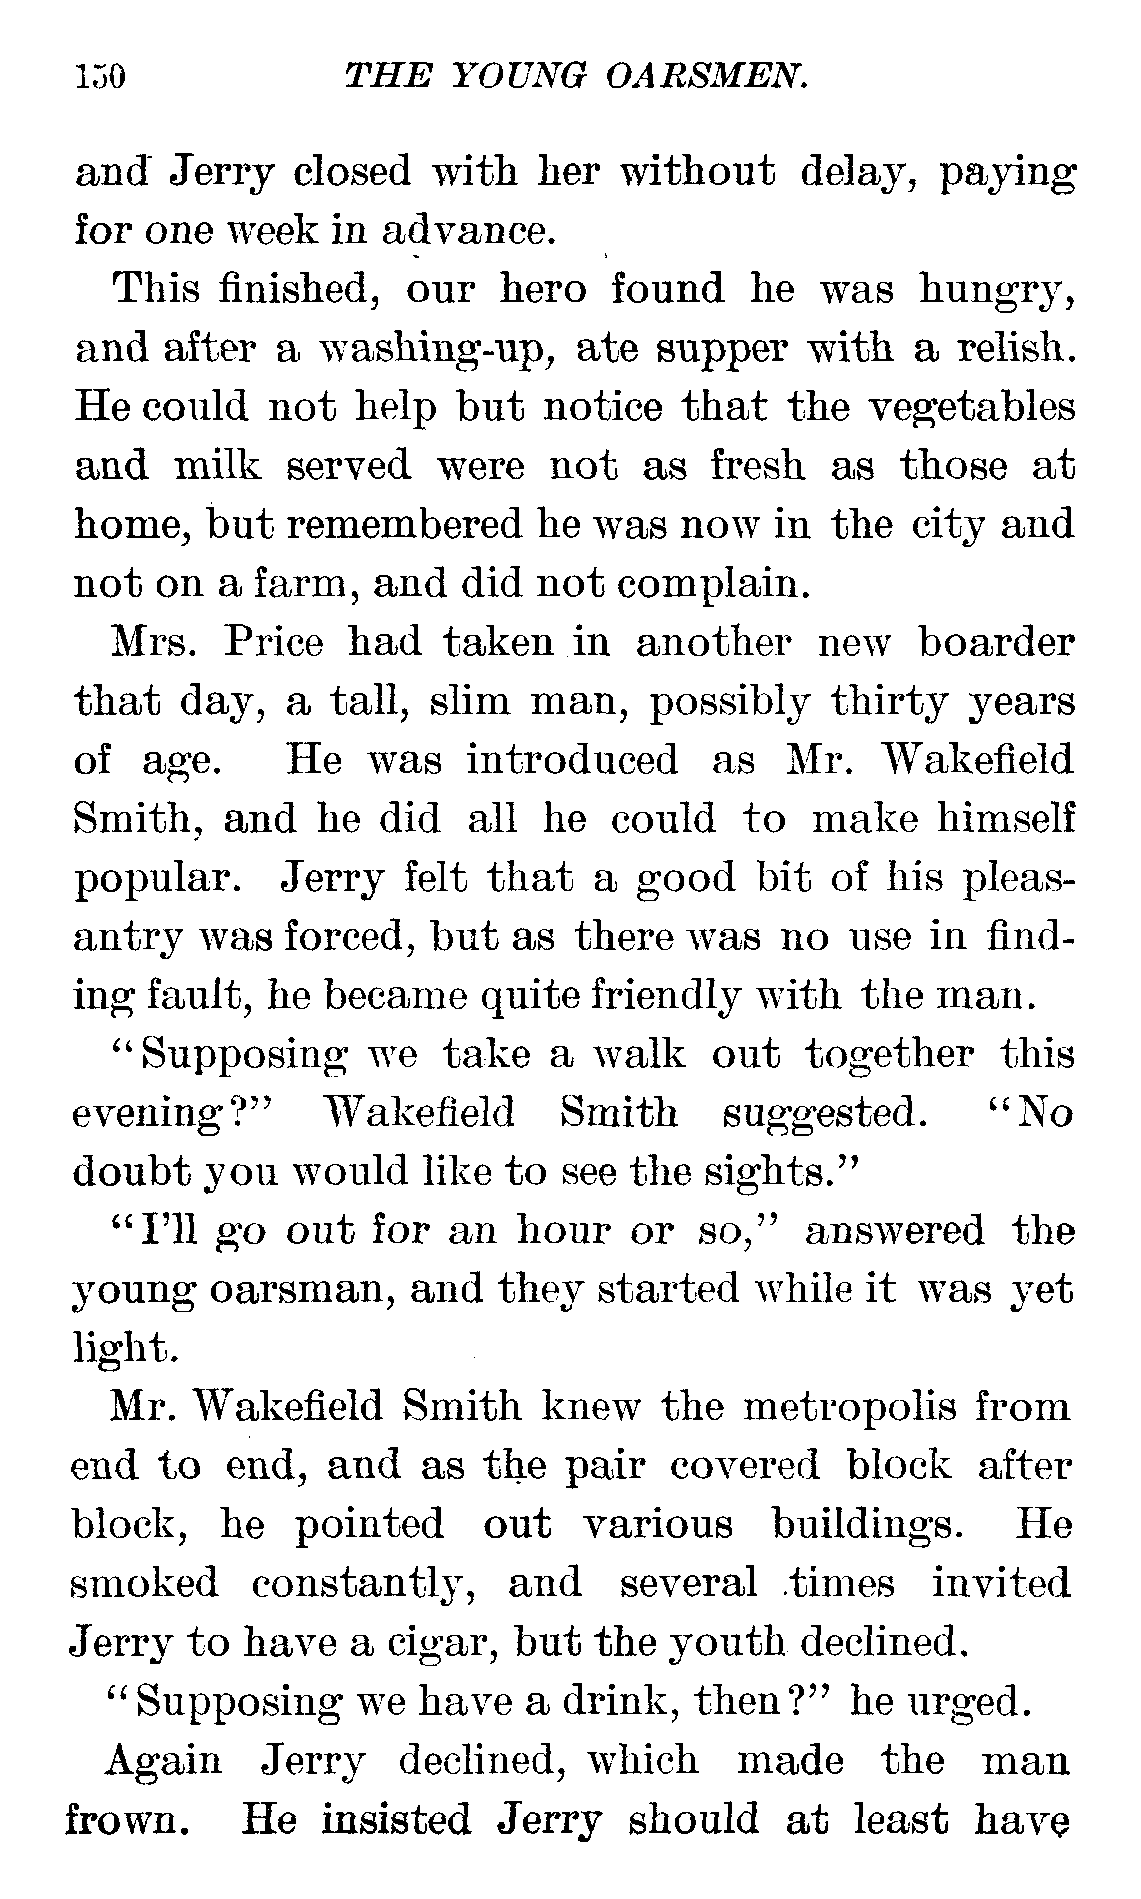 150 THE YOUNG OARSMEN.
and Jerry closed with her without delay, paying
for one week in advance.
This finished, our hero found he was hungry,
and after a washing-up, ate supper with a relish.
He could not help but notice that the vegetables
and milk served were not as fresh as those at
home, but remembered he was now in the city and
not on a farm, and did not complain.
Mrs. Price had taken in another new boarder
that day, a tall, slim man, possibly thirty years
of age. He was introduced as Mr. Wakefield
Smith, and he did all he could to make himself
popular. Jerry felt that a good bit of his pleas-
antry was forced, but as there was no use in find-
ing fault, he became quite friendly with the man.
“Supposing we take a walk out together this
evening?” Wakefield Smith suggested. “No
doubt you would like to see the sights.”
“I’ll go out for an hour or so,” answered the
young oarsman, and they started while it was yet
light.
Mr. Wakefield Smith knew the metropolis from
end to end, and as the pair covered block after
block, he pointed out various buildings. He
smoked constantly, and several times invited
Jerry to have a cigar, but the youth declined.
“Supposing we have a drink, then?” he urged.
Again Jerry declined, which made the man
frown. He insisted Jerry should at least have